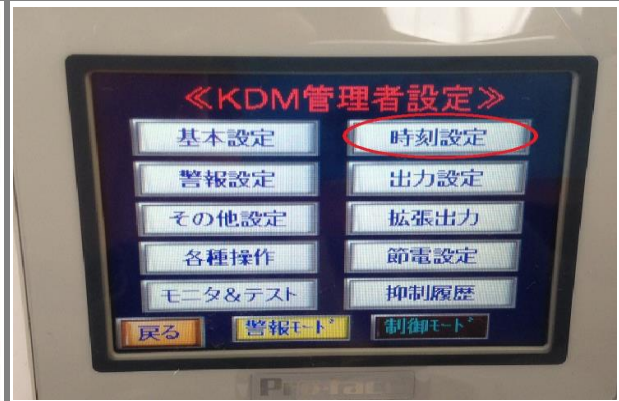 ≪KDM管理者設定≫
基本設定 時刻設定
警報設定 出力設定
その他設定 拡張出力
各種操作 節電設定
モニタ&テスト 抑制履歴
戻る 警報モード 制御モード
Pro-face